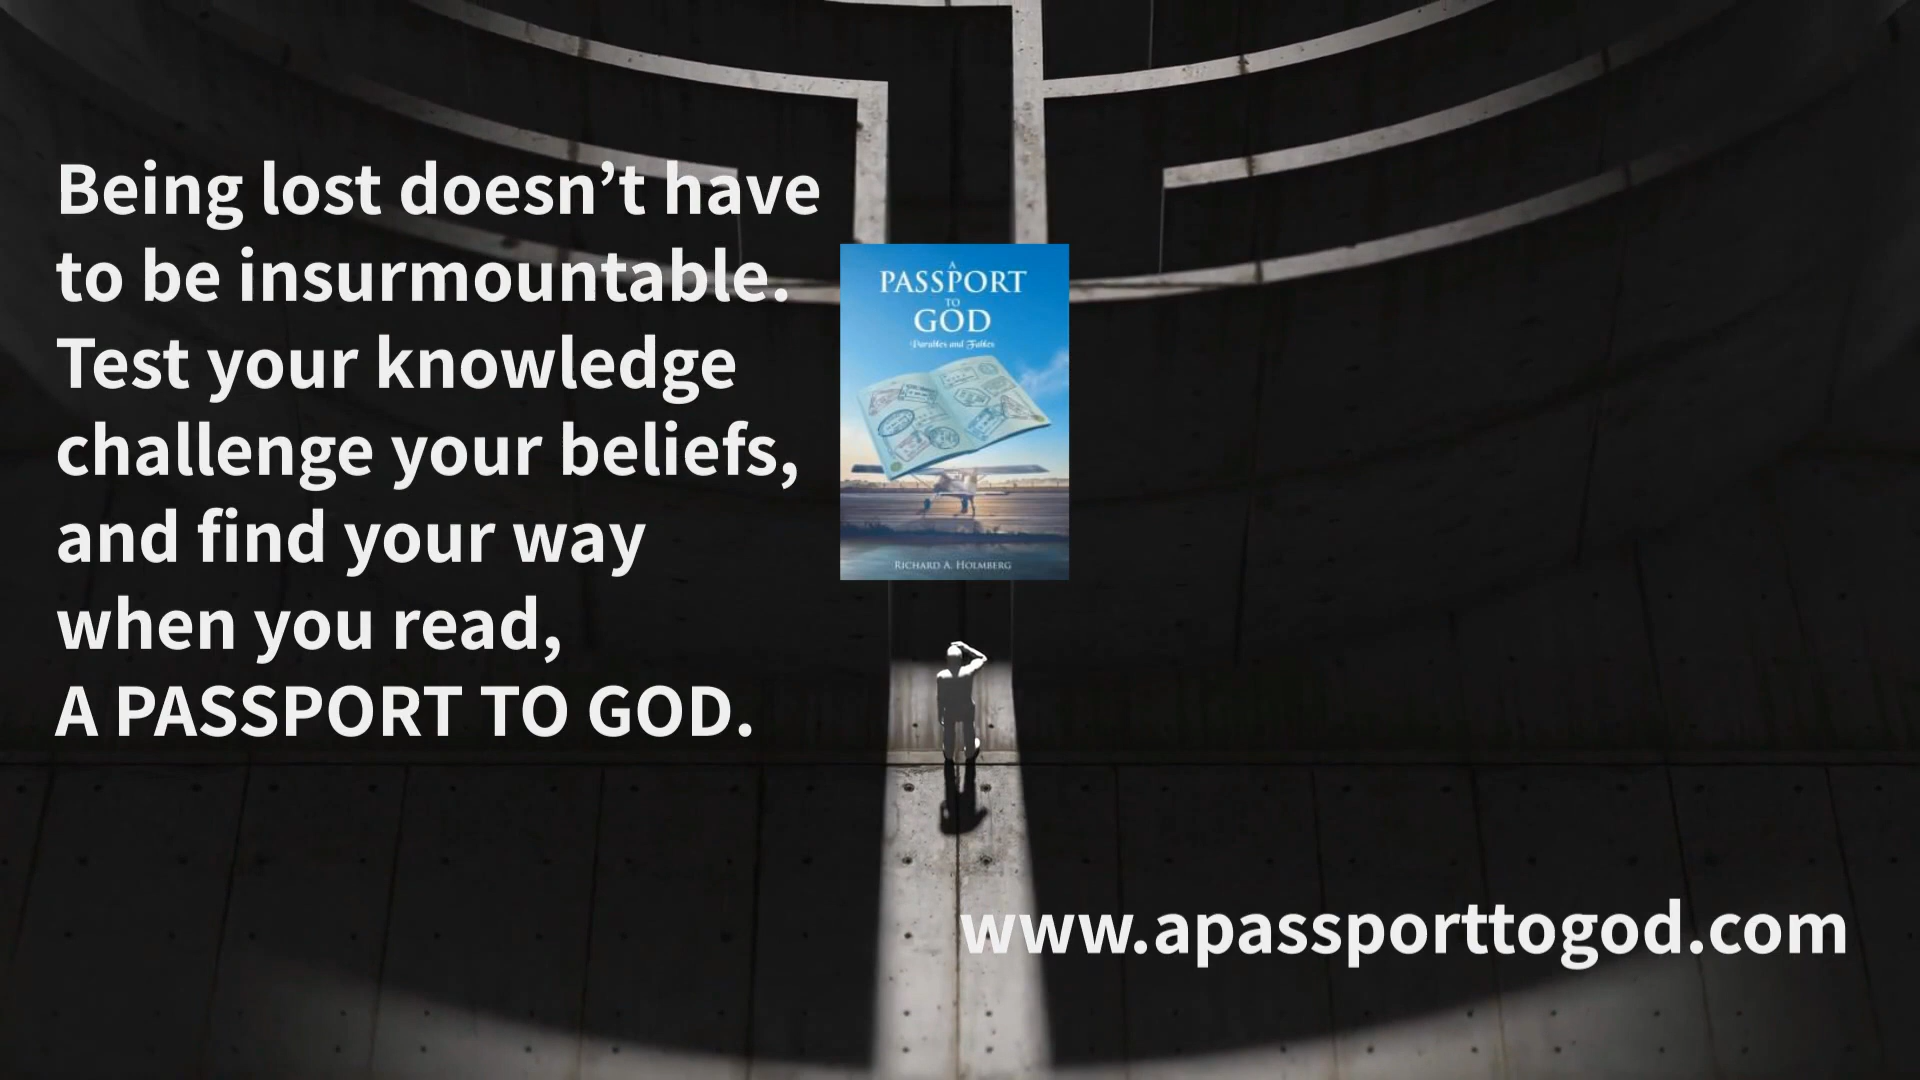 Being lost doesn’t have
to be insurmountable.
Test your knowledge
challenge your beliefs,
and find your way
when you read,
A PASSPORT TO GOD.
A
PASSPORT
TO
GOD
Parables and Fables
RICHARD A. HOLMBERG
www.apassporttogod.com